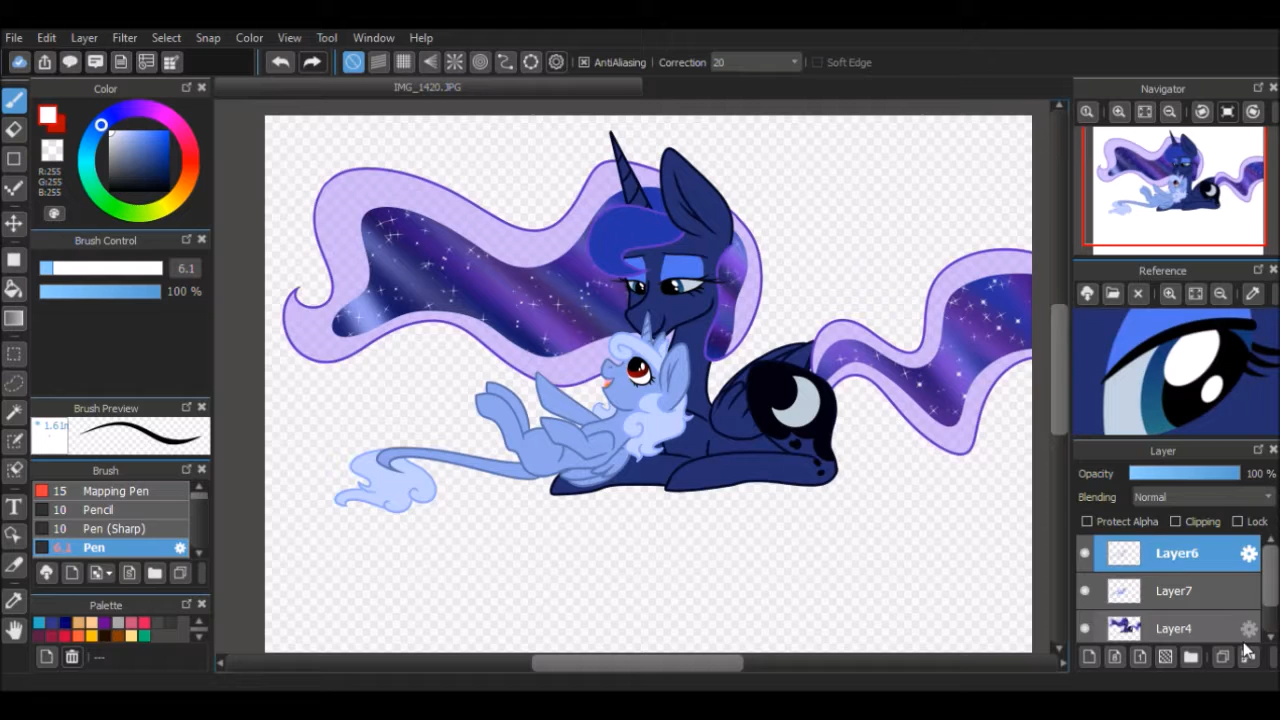 File Edit Layer Filter Select Snap Color View Tool Window Help
AntiAliasing Correction 20 Soft Edge
IMG_1420.JPG
Color
R:255
G:255
B:255
Brush Control
6.1
100 %
Brush Preview
Brush
15 Mapping Pen
10 Pencil
10 Pen (Sharp)
6.1 Pen
Palette
---
Navigator
Reference
Layer
Opacity 100 %
Blending Normal
Protect Alpha Clipping Lock
Layer6
Layer7
Layer4